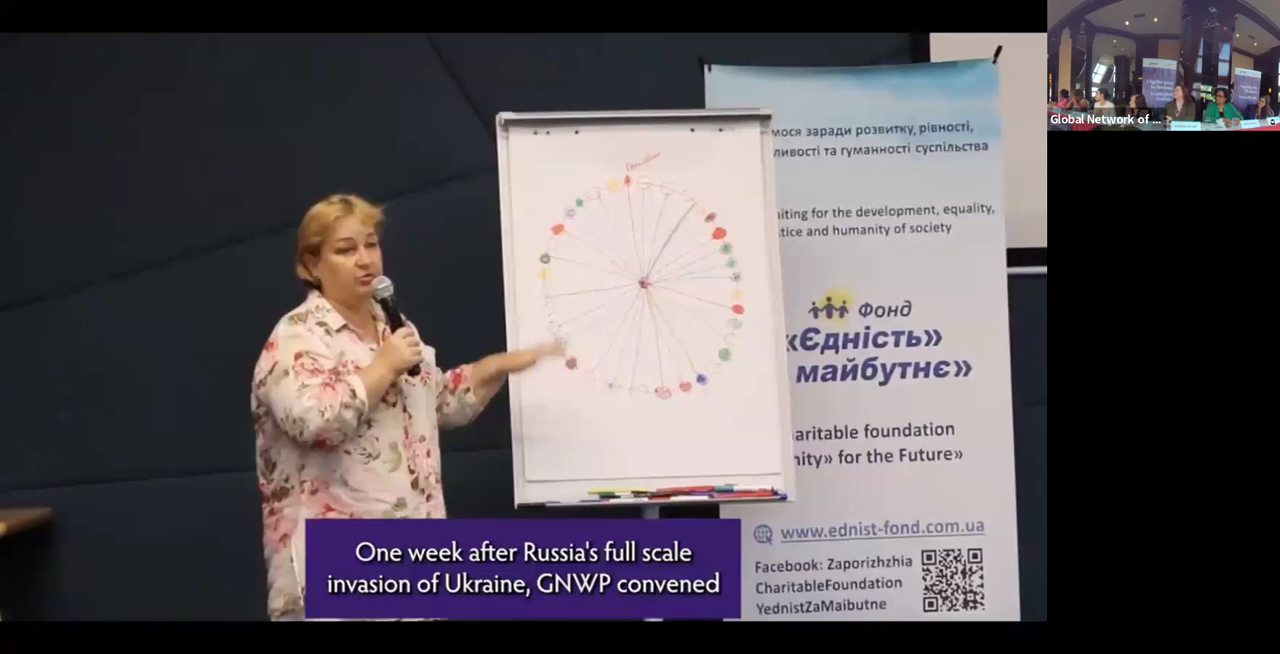 Global Network of ...
мося заради розвитку, рівності,
ливості та гуманності суспільства
iting for the development, equality,
tice and humanity of society
Фонд
«Єдність»
майбутнє»
aritable foundation
nity» for the Future»
www.ednist-fond.com.ua
Facebook: Zaporizhzhia
CharitableFoundation
YednistZaMaibutne
One week after Russia's full scale
invasion of Ukraine, GNWP convened